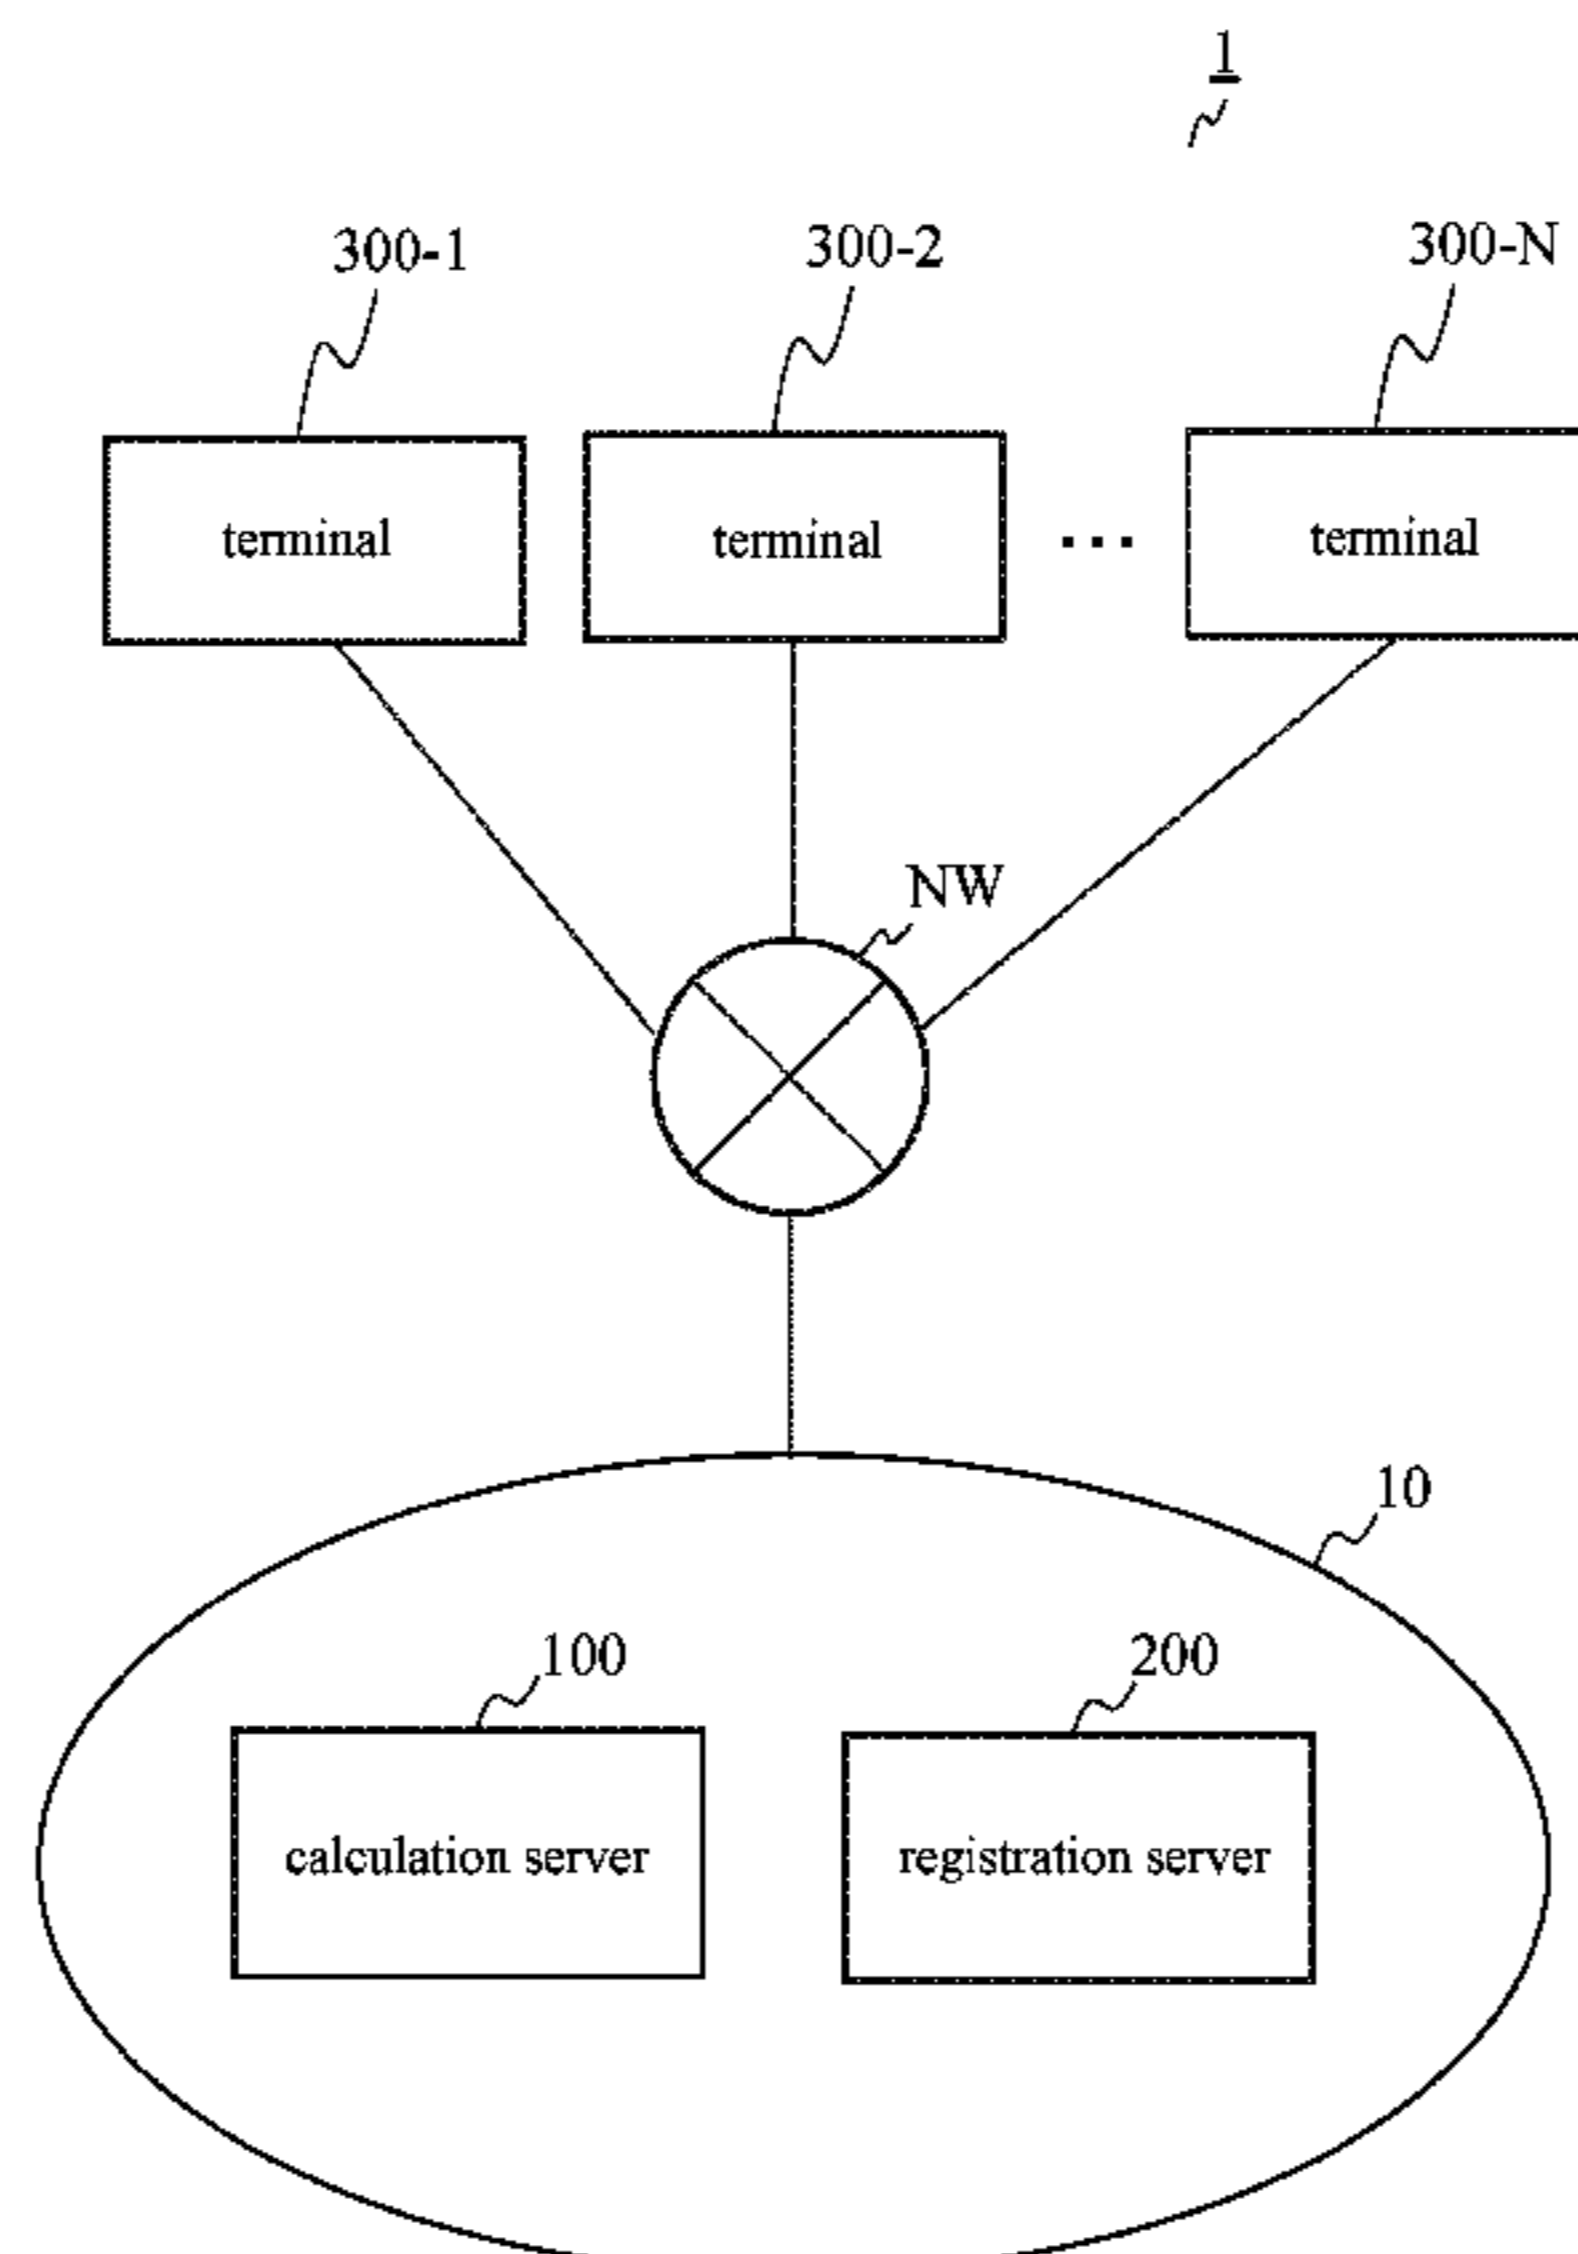 1
300-1 300-2 300-N
terminal terminal ... terminal
NW
10
100 200
calculation server registration server